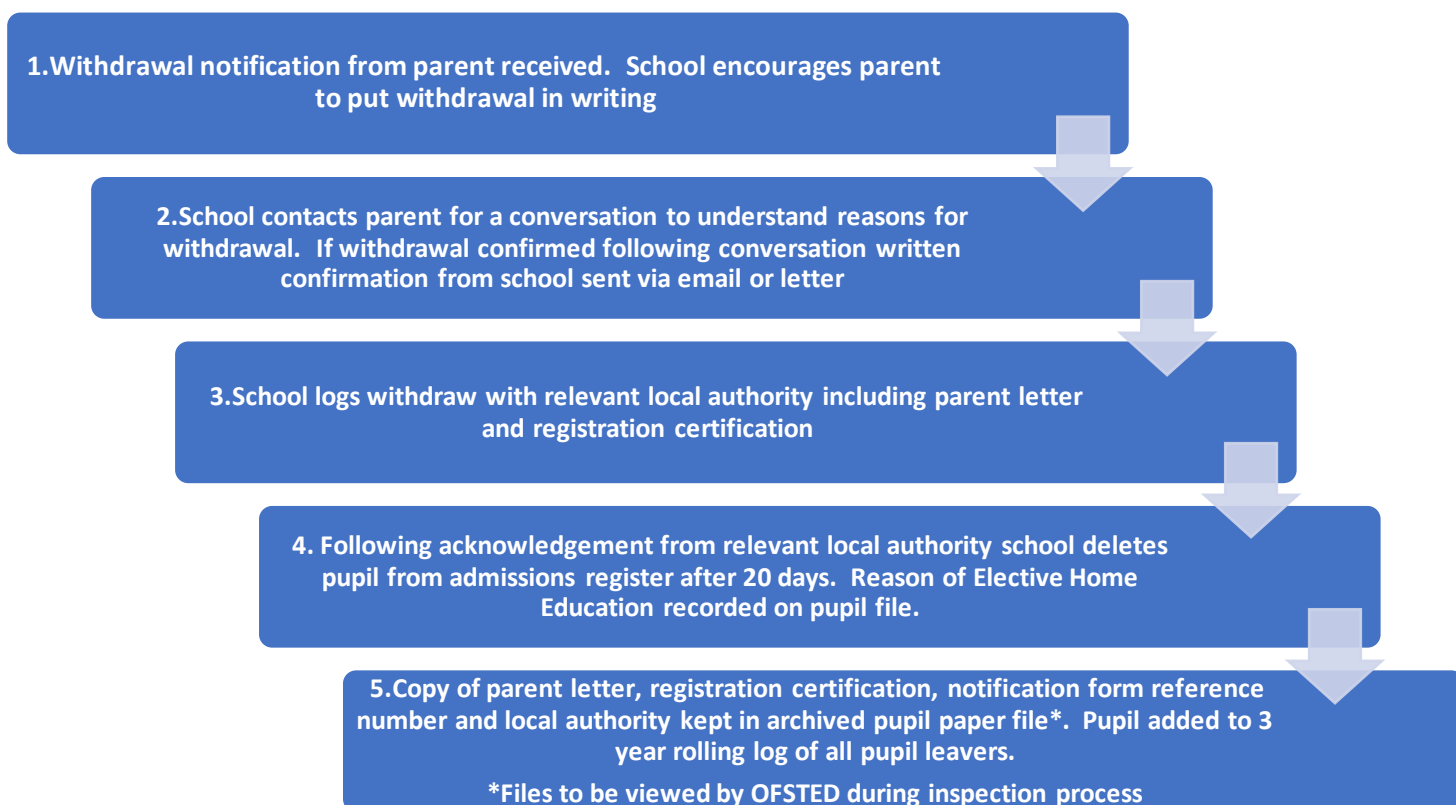 1.Withdrawal notification from parent received.  School encourages parent
to put withdrawal in writing
2.School contacts parent for a conversation to understand reasons for
withdrawal.  If withdrawal confirmed following conversation written
confirmation from school sent via email or letter
3.School logs withdraw with relevant local authority including parent letter
and registration certification
4. Following acknowledgement from relevant local authority school deletes
pupil from admissions register after 20 days.  Reason of Elective Home
Education recorded on pupil file.
5.Copy of parent letter, registration certification, notification form reference
number and local authority kept in archived pupil paper file*.  Pupil added to 3
year rolling log of all pupil leavers.
*Files to be viewed by OFSTED during inspection process